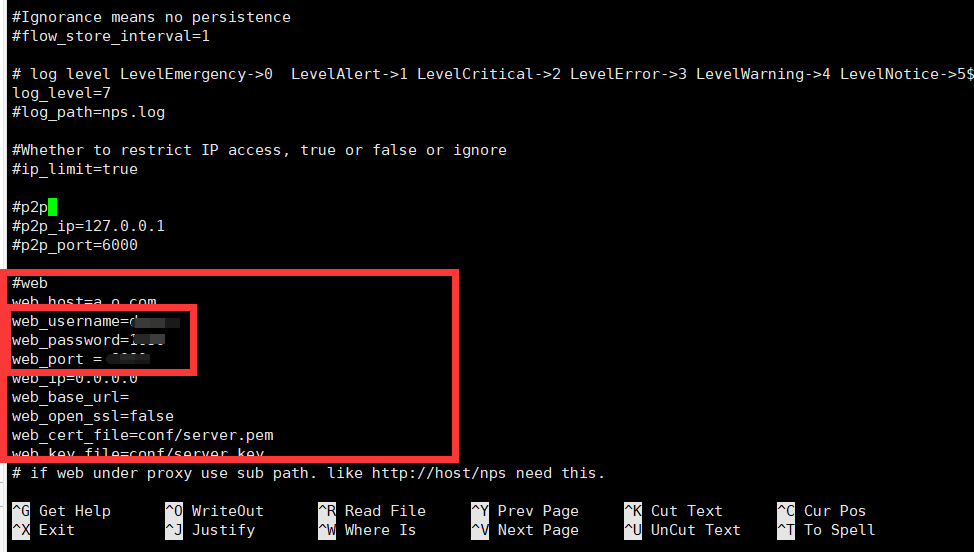 #Ignorance means no persistence
#flow_store_interval=1
# log level LevelEmergency->0  LevelAlert->1 LevelCritical->2 LevelError->3 LevelWarning->4 LevelNotice->5$
log_level=7
#log_path=nps.log
#Whether to restrict IP access, true or false or ignore
#ip_limit=true
#p2p
#p2p_ip=127.0.0.1
#p2p_port=6000
#web
web_host=a.o.com
web_username=
web_password=
web_port =
web_ip=0.0.0.0
web_base_url=
web_open_ssl=false
web_cert_file=conf/server.pem
web_key_file=conf/server.key
# if web under proxy use sub path. like http://host/nps need this.
^G Get Help ^O WriteOut ^R Read File ^Y Prev Page ^K Cut Text ^C Cur Pos
^X Exit ^J Justify ^W Where Is ^V Next Page ^U UnCut Text ^T To Spell